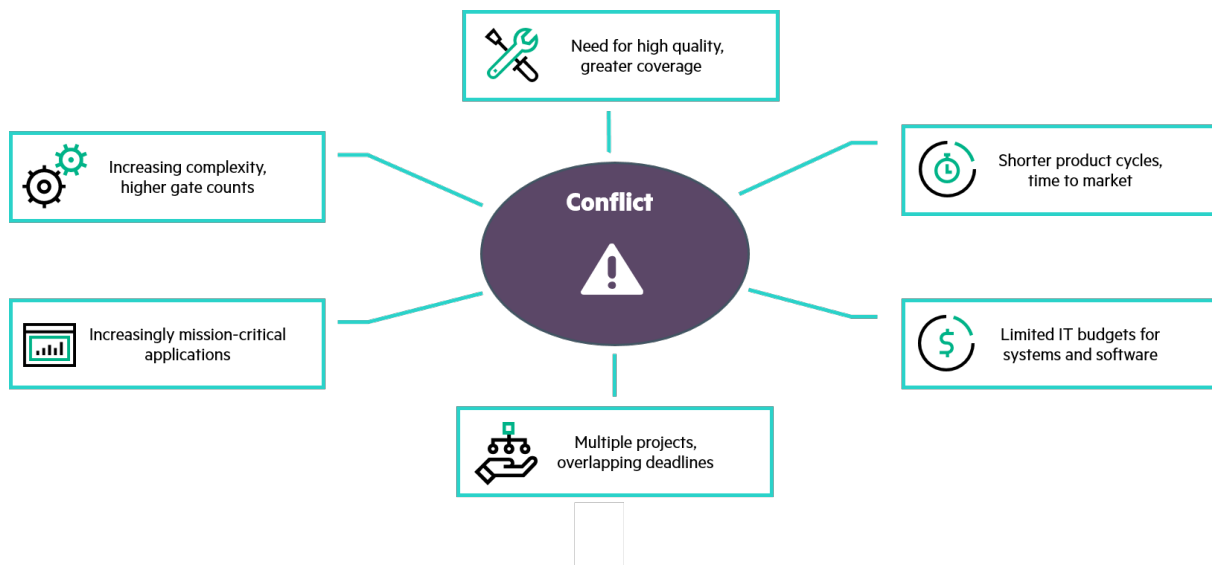 Need for high quality,
greater coverage
Increasing complexity,
higher gate counts
Shorter product cycles,
time to market
Conflict
Increasingly mission-critical
applications
Limited IT budgets for
systems and software
Multiple projects,
overlapping deadlines